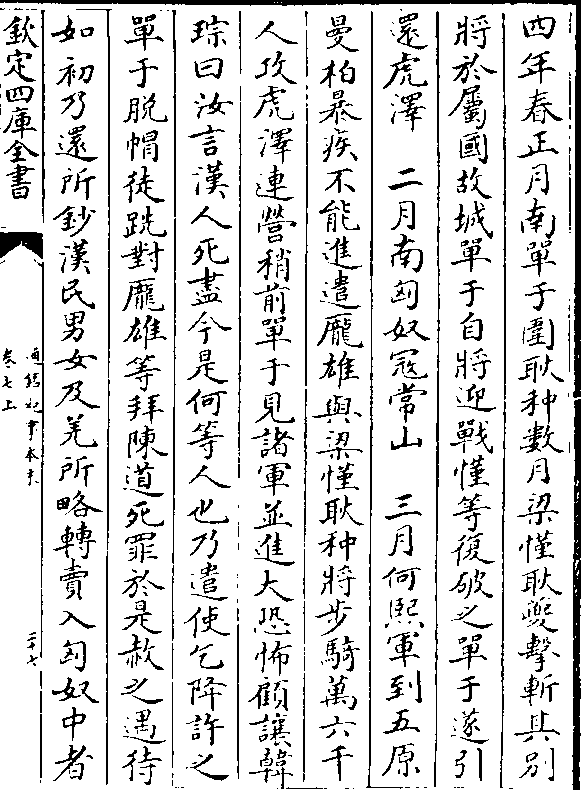 四年春正月南單于圍耿种數月梁慬耿夔擊斬其别
將於屬國故城單于自將迎戰慬等復破之單于遂引
還虎澤　二月南匈奴冦常山　三月何熙軍到五原
曼柏暴疾不能進遣龎雄與梁慬耿种將步騎萬六千
人攻虎澤連營稍前單于見諸軍並進大恐怖顧讓韓
琮曰汝言漢人死盡今是何等人也乃遣使乞降許之
單于脱帽徒跣對龎雄等拜陳道死罪於是赦之遇待
如初乃還所鈔漢民男女及羌所略轉賣入匈奴中者
欽定四庫全書
通鑑紀事本末
卷七上
二十七